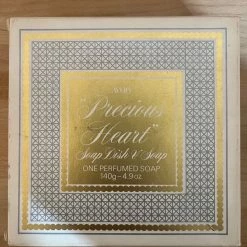 AVON
"Precious
Heart"
Soap Dish & Soap
ONE PERFUMED SOAP
140g - 4.9 oz.